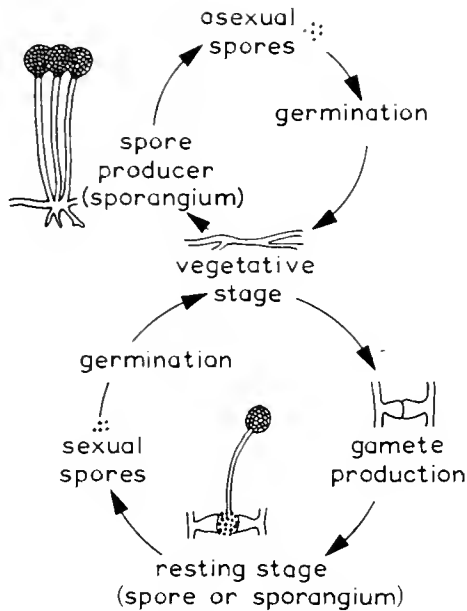 asexual
spores
germination
spore
producer
(sporangium)
vegetative
stage
germination
gamete
production
sexual
spores
resting stage
(spore or sporangium)